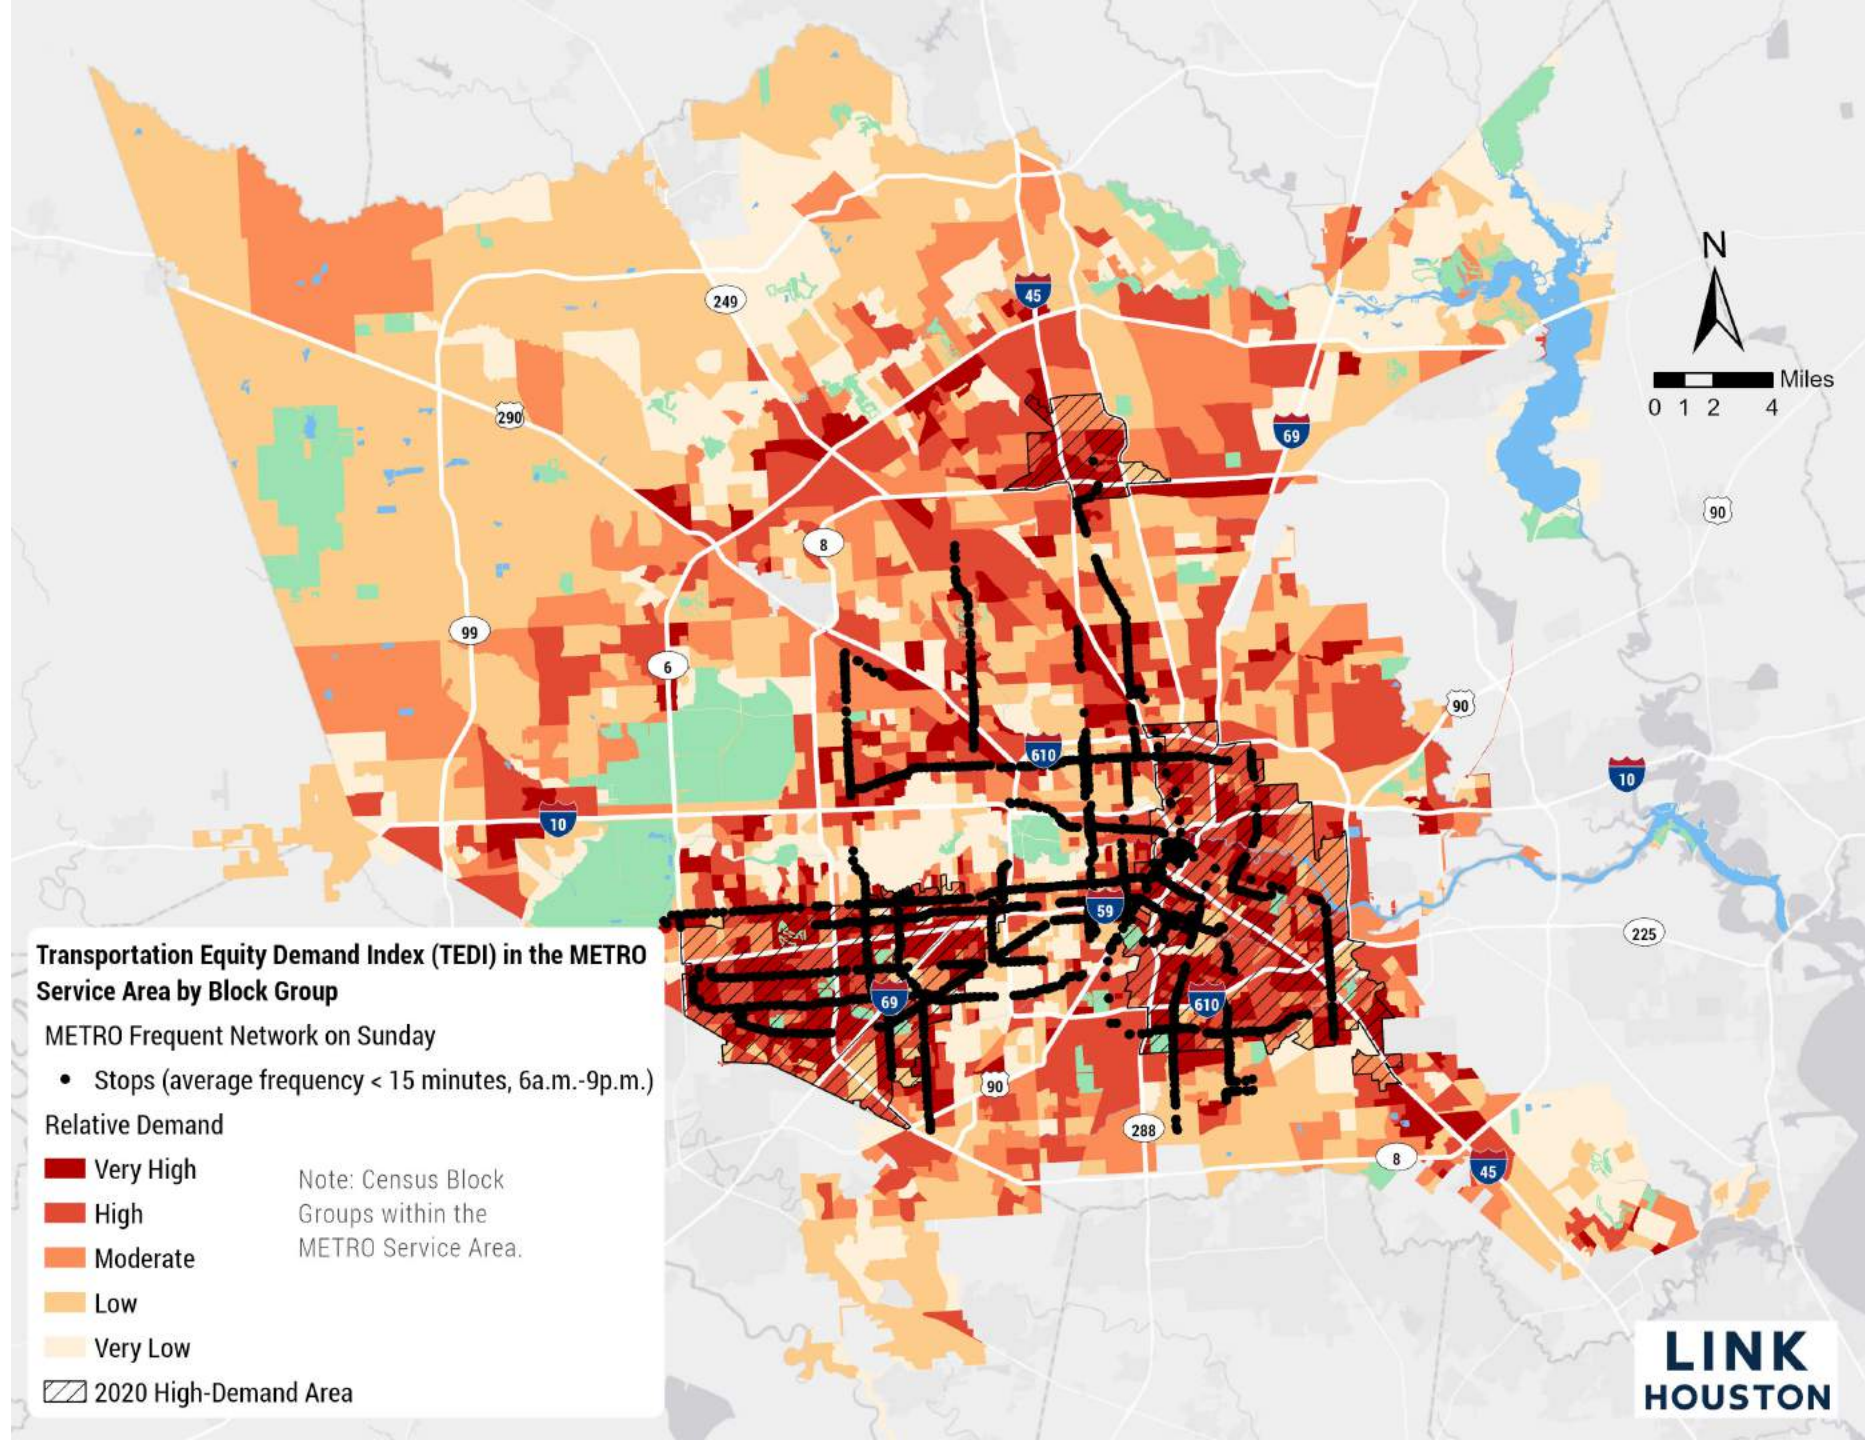 N
Miles
0 1 2 4
45
249
290
69
90
8
99
6
90
610
10
10
59
225
69
610
90
288
8
45
Transportation Equity Demand Index (TEDI) in the METRO
Service Area by Block Group
METRO Frequent Network on Sunday
• Stops (average frequency < 15 minutes, 6a.m.-9p.m.)
Relative Demand
Very High
High
Moderate
Low
Very Low
2020 High-Demand Area
Note: Census Block
Groups within the
METRO Service Area.
LINK
HOUSTON